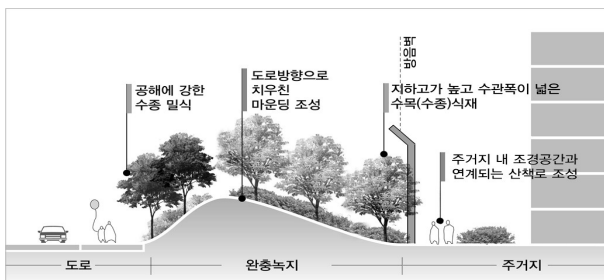 방음벽
공해에 강한
수종 밀식
도로방향으로
치우친
마운딩 조성
지하고가 높고 수관폭이 넓은
수목(수종)식재
주거지 내 조경공간과
연계되는 산책로 조성
도로
완충녹지
주거지